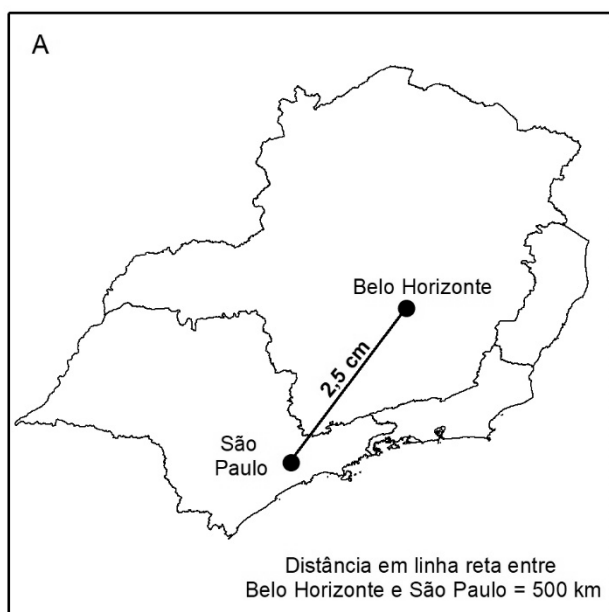 A
Belo Horizonte
2,5 cm
São
Paulo
Distância em linha reta entre
Belo Horizonte e São Paulo = 500 km